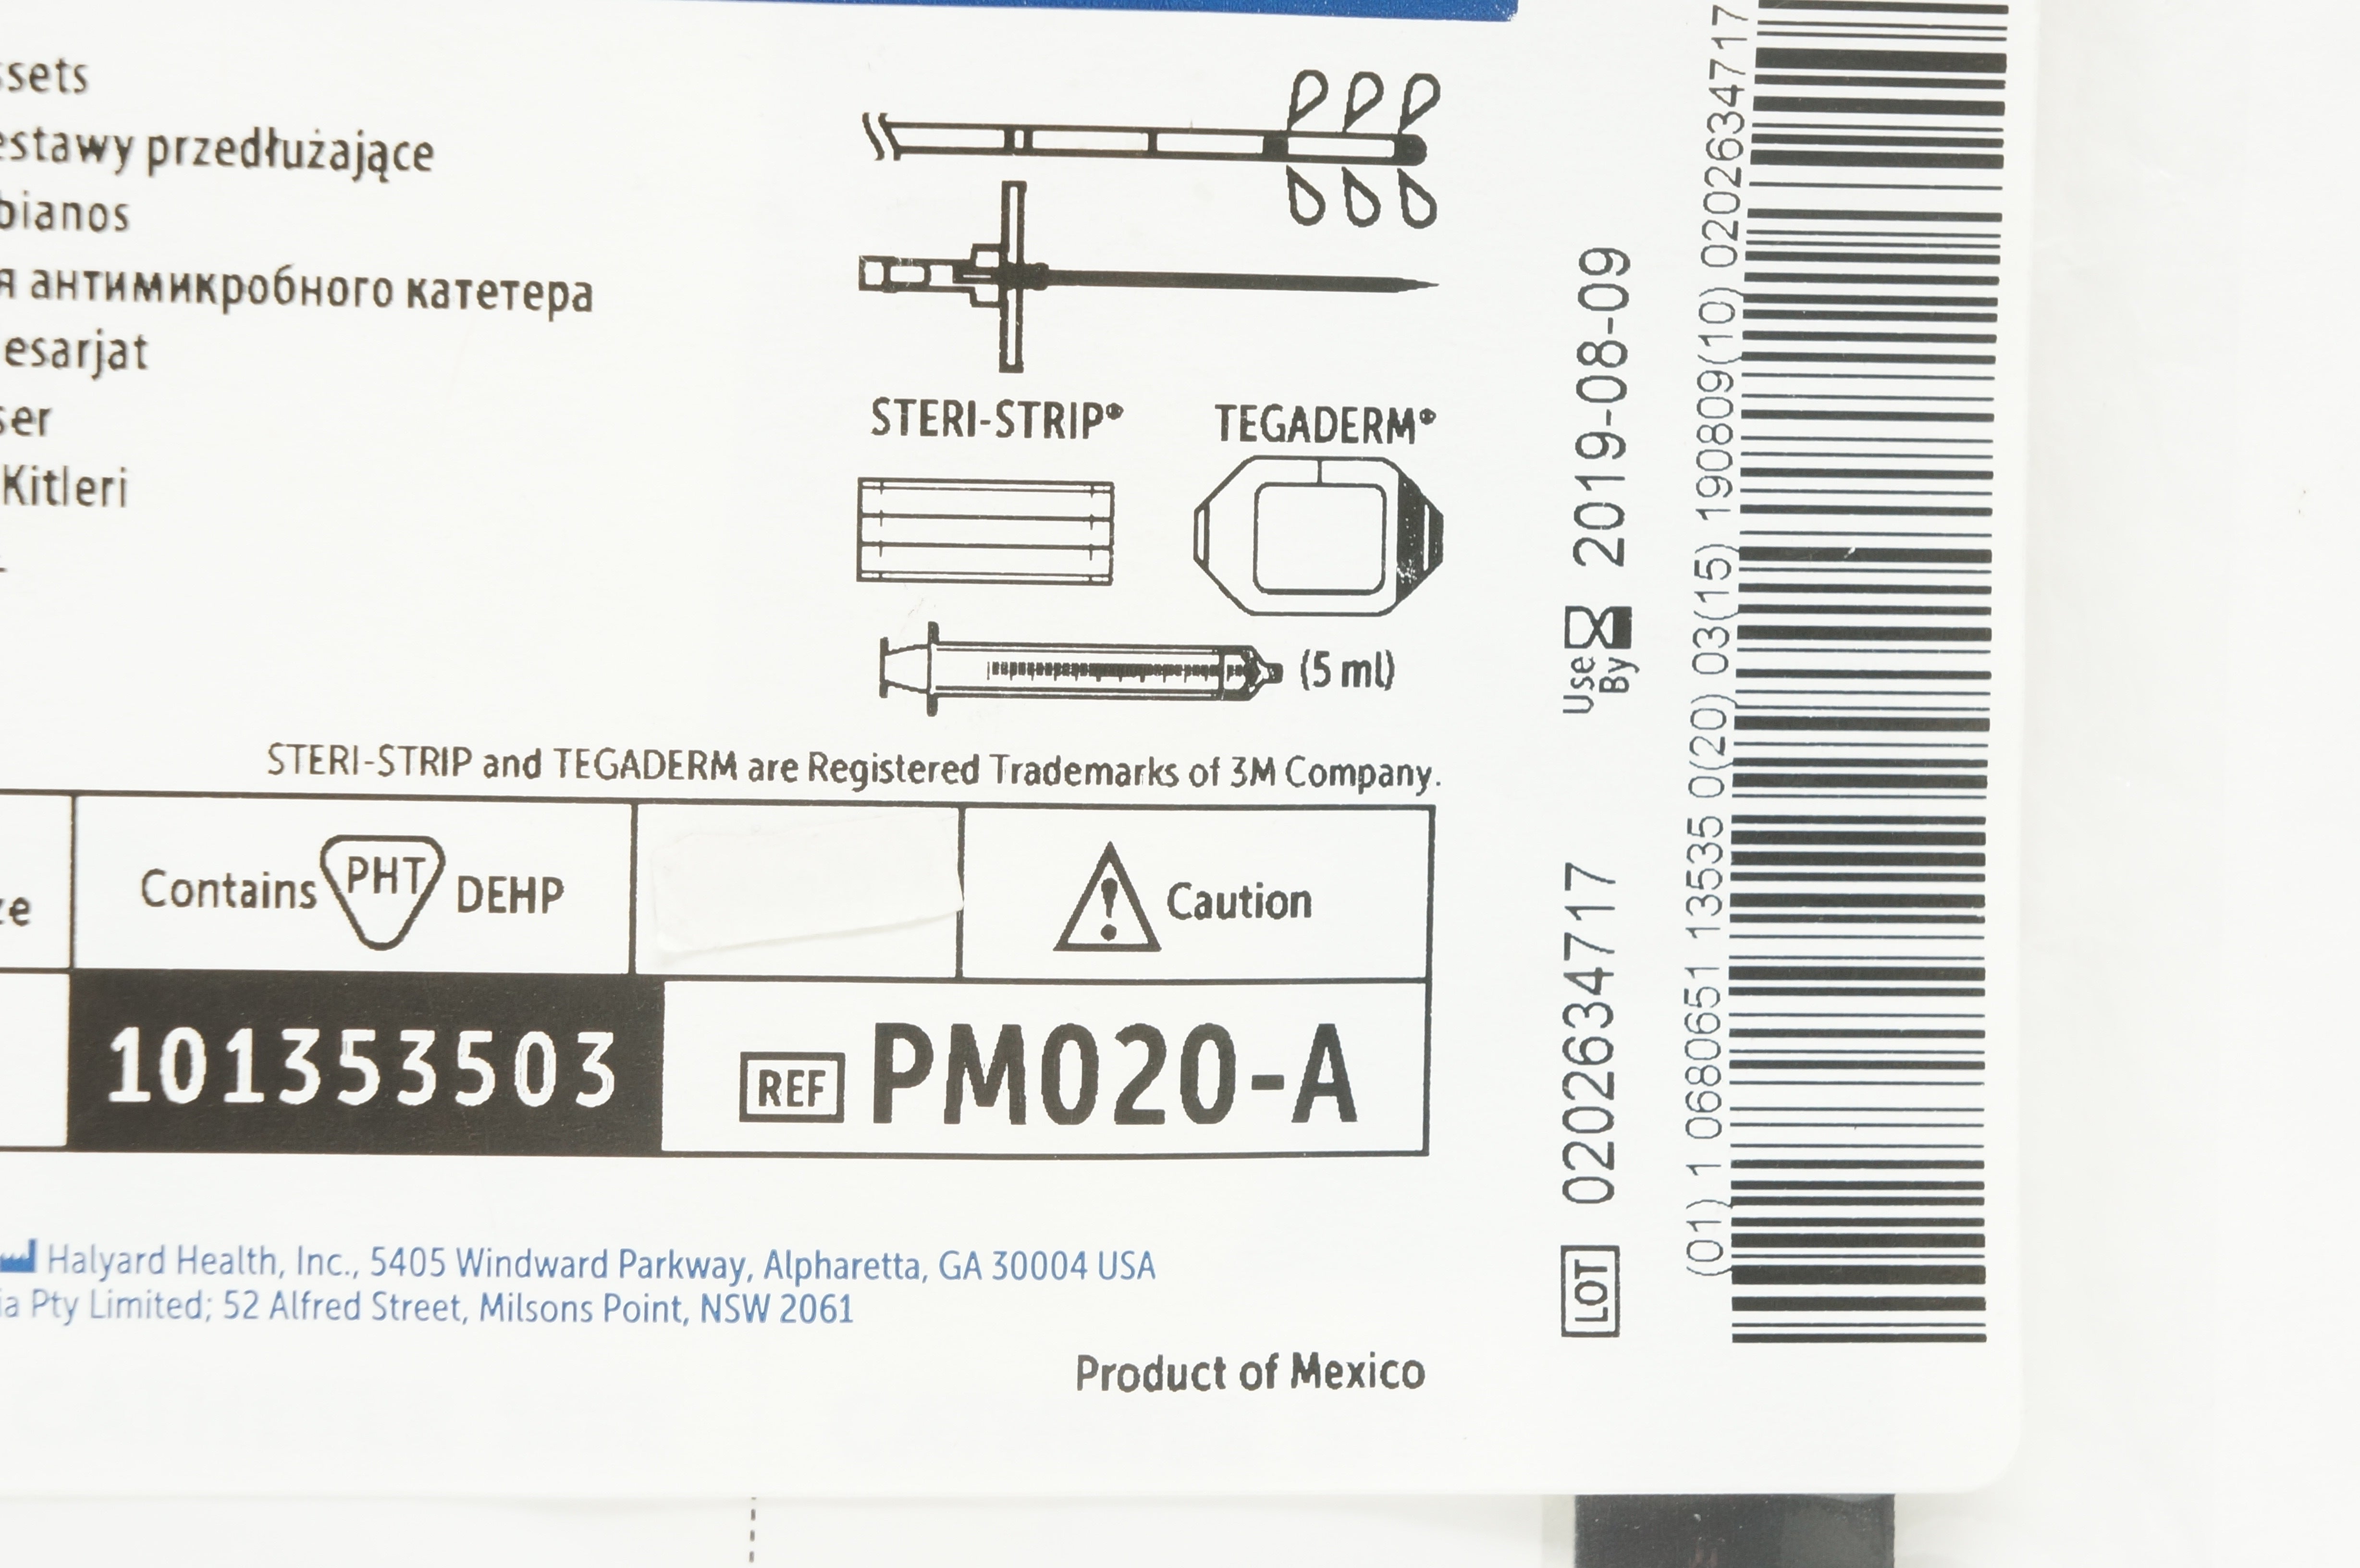 ssets
estawy przedłużające
bianos
я антимикробного катетера
esarjat
ser
Kitleri
STERI-STRIP® TEGADERM®
(5 ml)
STERI-STRIP and TEGADERM are Registered Trademarks of 3M Company.
ze Contains PHT DEHP Caution
101353503 REF PM020-A
Halyard Health, Inc., 5405 Windward Parkway, Alpharetta, GA 30004 USA
ia Pty Limited; 52 Alfred Street, Milsons Point, NSW 2061
Product of Mexico
LOT 0202634717 Use By 2019-08-09
(01) 1 0680651 13535 0(20) 03(15) 190809(10) 0202634717